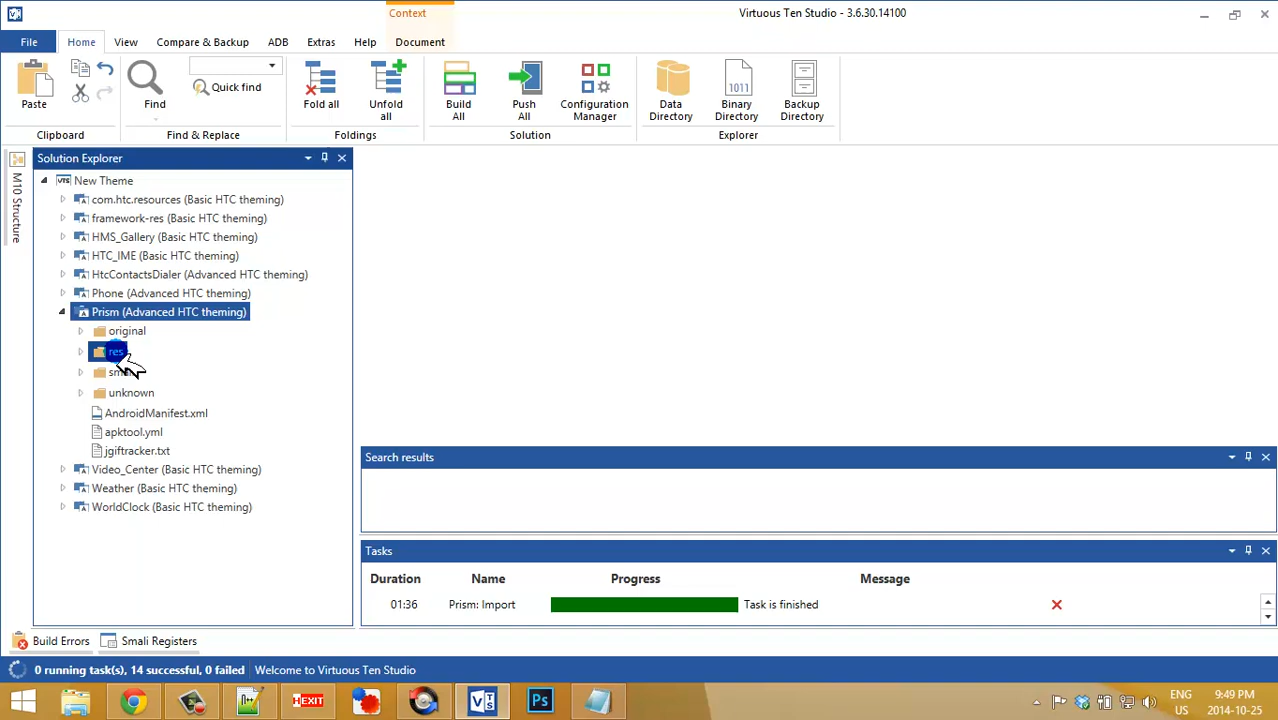 Context
Virtuous Ten Studio - 3.6.30.14100
File
Home
View
Compare & Backup
ADB
Extras
Help
Document
Paste
Find
Quick find
Fold all
Unfold all
Build All
Push All
Configuration Manager
Data Directory
Binary Directory
Backup Directory
Clipboard
Find & Replace
Foldings
Solution
Explorer
M10 Structure
Solution Explorer
New Theme
com.htc.resources (Basic HTC theming)
framework-res (Basic HTC theming)
HMS_Gallery (Basic HTC theming)
HTC_IME (Basic HTC theming)
HtcContactsDialer (Advanced HTC theming)
Phone (Advanced HTC theming)
Prism (Advanced HTC theming)
original
res
unknown
AndroidManifest.xml
apktool.yml
jgiftracker.txt
Video_Center (Basic HTC theming)
Weather (Basic HTC theming)
WorldClock (Basic HTC theming)
Search results
Tasks
Duration Name Progress Message
01:36 Prism: Import Task is finished
Build Errors
Smali Registers
0 running task(s), 14 successful, 0 failed
Welcome to Virtuous Ten Studio
HEXIT
VTS
Ps
ENG
US
9:49 PM
2014-10-25